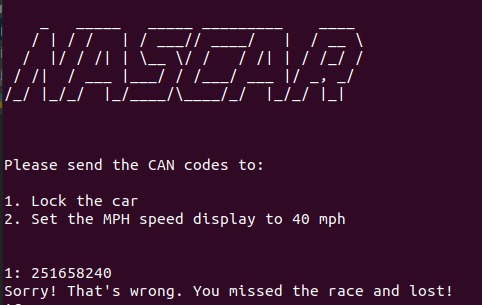 NASCAR
Please send the CAN codes to:
1. Lock the car
2. Set the MPH speed display to 40 mph
1: 251658240
Sorry! That's wrong. You missed the race and lost!